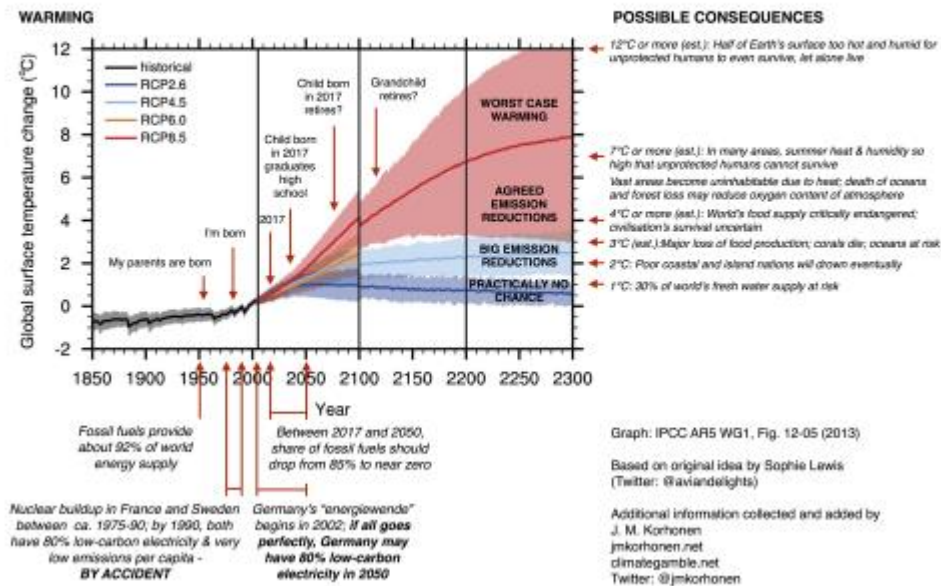 WARMING
POSSIBLE CONSEQUENCES
Global surface temperature change (°C)
12
10
8
6
4
2
0
-2
historical
RCP2.6
RCP4.5
RCP6.0
RCP8.5
My parents are born
I'm born
2017
Child born
in 2017
graduates
high
school
Child born
in 2017
retires?
Grandchild
retires?
WORST CASE
WARMING
AGREED
EMISSION
REDUCTIONS
BIG EMISSION
REDUCTIONS
PRACTICALLY NO
CHANCE
12°C or more (est.): Half of Earth's surface too hot and humid for
unprotected humans to even survive, let alone live
7°C or more (est.): In many areas, summer heat & humidity so
high that unprotected humans cannot survive
Vast areas become uninhabitable due to heat; death of oceans
and forest loss may reduce oxygen content of atmosphere
4°C or more (est.): World's food supply critically endangered;
civilisation's survival uncertain
3°C (est.):Major loss of food production; corals die; oceans at risk
2°C: Poor coastal and island nations will drown eventually
1°C: 30% of world's fresh water supply at risk
1850 1900 1950 2000 2050 2100 2150 2200 2250 2300
Year
Fossil fuels provide
about 92% of world
energy supply
Between 2017 and 2050,
share of fossil fuels should
drop from 85% to near zero
Nuclear buildup in France and Sweden
between ca. 1975-90; by 1990, both
have 80% low-carbon electricity & very
low emissions per capita -
BY ACCIDENT
Germany's "energiewende"
begins in 2002; if all goes
perfectly, Germany may
have 80% low-carbon
electricity in 2050
Graph: IPCC AR5 WG1, Fig. 12-05 (2013)
Based on original idea by Sophie Lewis
(Twitter: @aviandelights)
Additional information collected and added by
J. M. Korhonen
jmkorhonen.net
climategamble.net
Twitter: @jmkorhonen